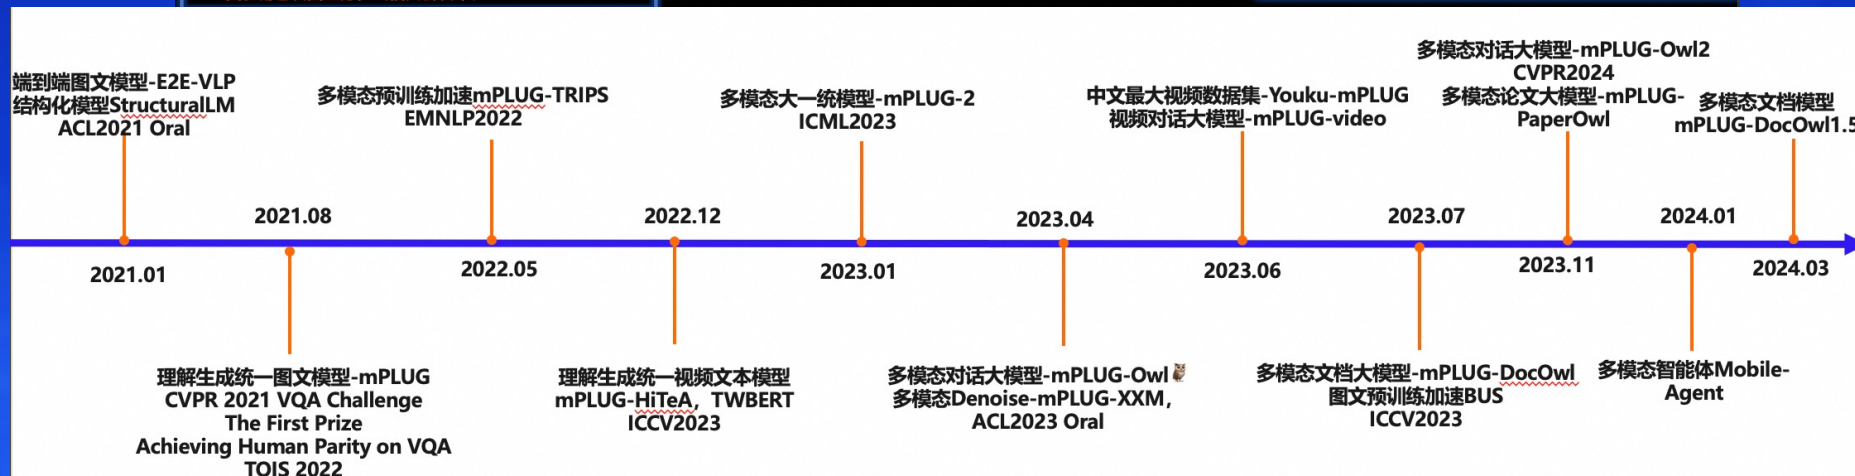 端到端图文模型-E2E-VLP
结构化模型StructuralLM
ACL2021 Oral
2021.01
2021.08
理解生成统一图文模型-mPLUG
CVPR 2021 VQA Challenge
The First Prize
Achieving Human Parity on VQA
TOIS 2022
多模态预训练加速mPLUG-TRIPS
EMNLP2022
2022.05
2022.12
理解生成统一视频文本模型
mPLUG-HiTeA，TWBERT
ICCV2023
多模态大一统模型-mPLUG-2
ICML2023
2023.01
2023.04
多模态对话大模型-mPLUG-Owl🦉
多模态Denoise-mPLUG-XXM，
ACL2023 Oral
中文最大视频数据集-Youku-mPLUG
视频对话大模型-mPLUG-video
2023.06
2023.07
多模态文档大模型-mPLUG-DocOwl
图文预训练加速BUS
ICCV2023
多模态对话大模型-mPLUG-Owl2
CVPR2024
多模态论文大模型-mPLUG-
PaperOwl
2023.11
2024.01
多模态智能体Mobile-
Agent
多模态文档模型
mPLUG-DocOwl1.5
2024.03